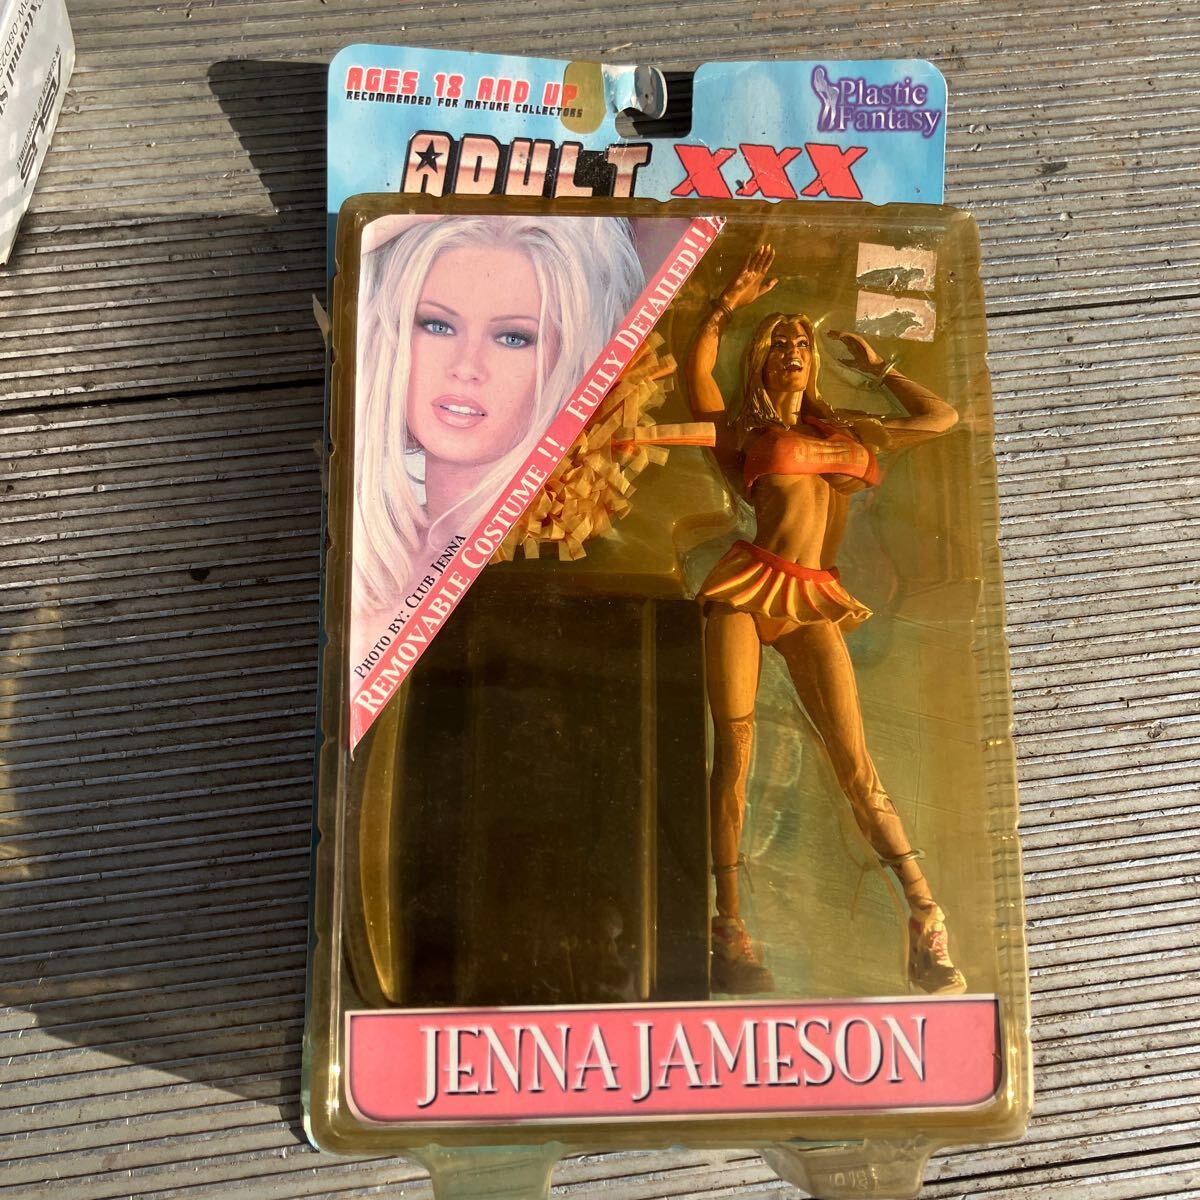 AGES 18 AND UP
RECOMMENDED FOR MATURE COLLECTORS
Plastic
Fantasy
ADULT XXX
REMOVABLE COSTUME !! FULLY DETAILED!!
PHOTO BY: CLUB JENNA
JENNA JAMESON